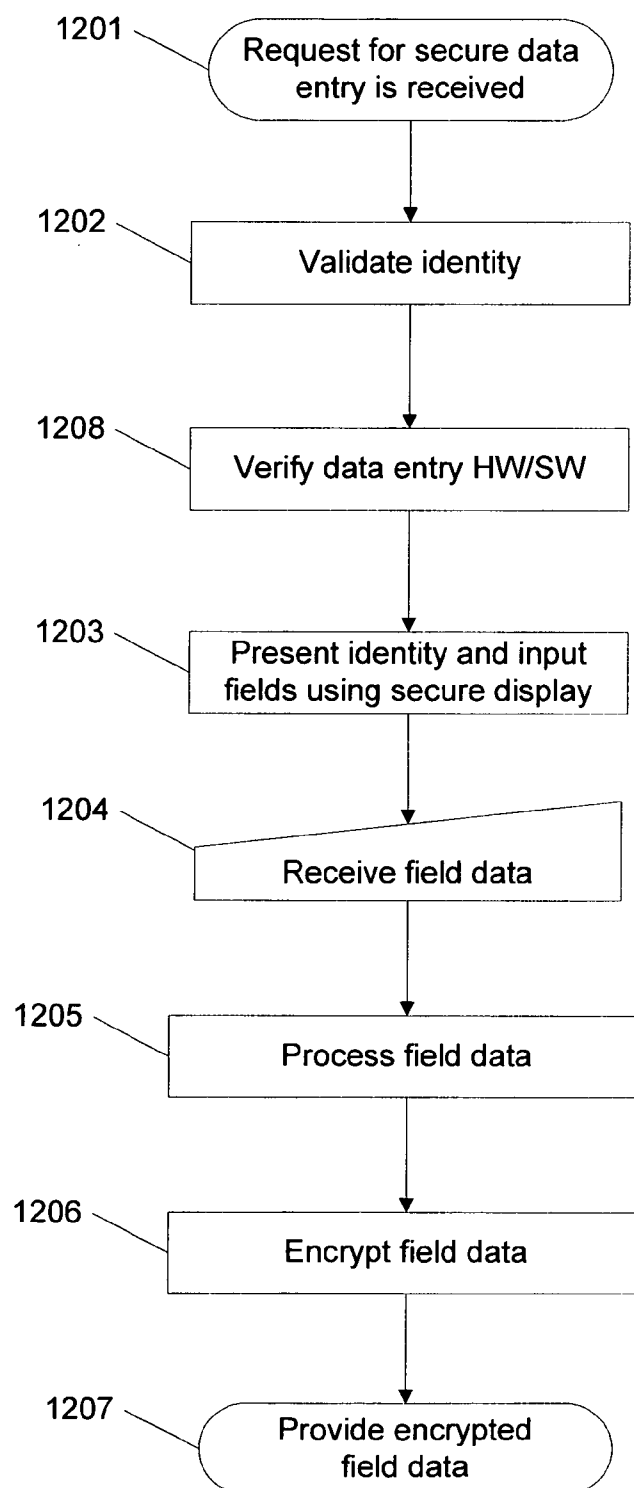 1201
Request for secure data
entry is received
1202
Validate identity
1208
Verify data entry HW/SW
1203
Present identity and input
fields using secure display
1204
Receive field data
1205
Process field data
1206
Encrypt field data
1207
Provide encrypted
field data